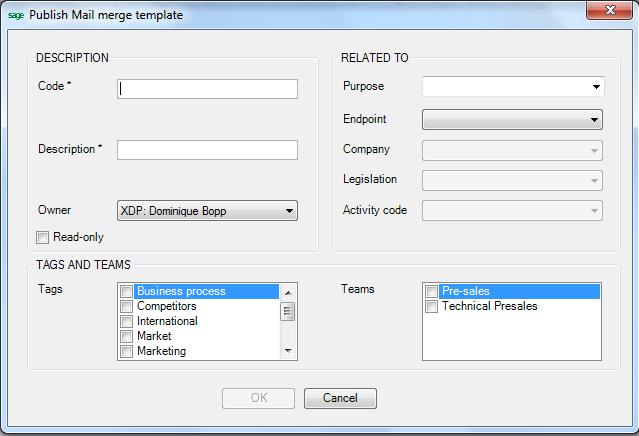 sage Publish Mail merge template
DESCRIPTION
Code *
Description *
Owner
XDP: Dominique Bopp
Read-only
RELATED TO
Purpose
Endpoint
Company
Legislation
Activity code
TAGS AND TEAMS
Tags
Business process
Competitors
International
Market
Marketing
Teams
Pre-sales
Technical Presales
OK
Cancel